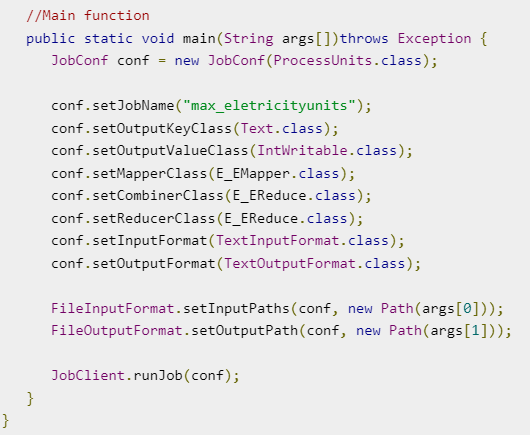 //Main function
public static void main(String args[])throws Exception {
JobConf conf = new JobConf(ProcessUnits.class);
conf.setJobName("max_eletricityunits");
conf.setOutputKeyClass(Text.class);
conf.setOutputValueClass(IntWritable.class);
conf.setMapperClass(E_EMapper.class);
conf.setCombinerClass(E_EReduce.class);
conf.setReducerClass(E_EReduce.class);
conf.setInputFormat(TextInputFormat.class);
conf.setOutputFormat(TextOutputFormat.class);
FileInputFormat.setInputPaths(conf, new Path(args[0]));
FileOutputFormat.setOutputPath(conf, new Path(args[1]));
JobClient.runJob(conf);
}
}